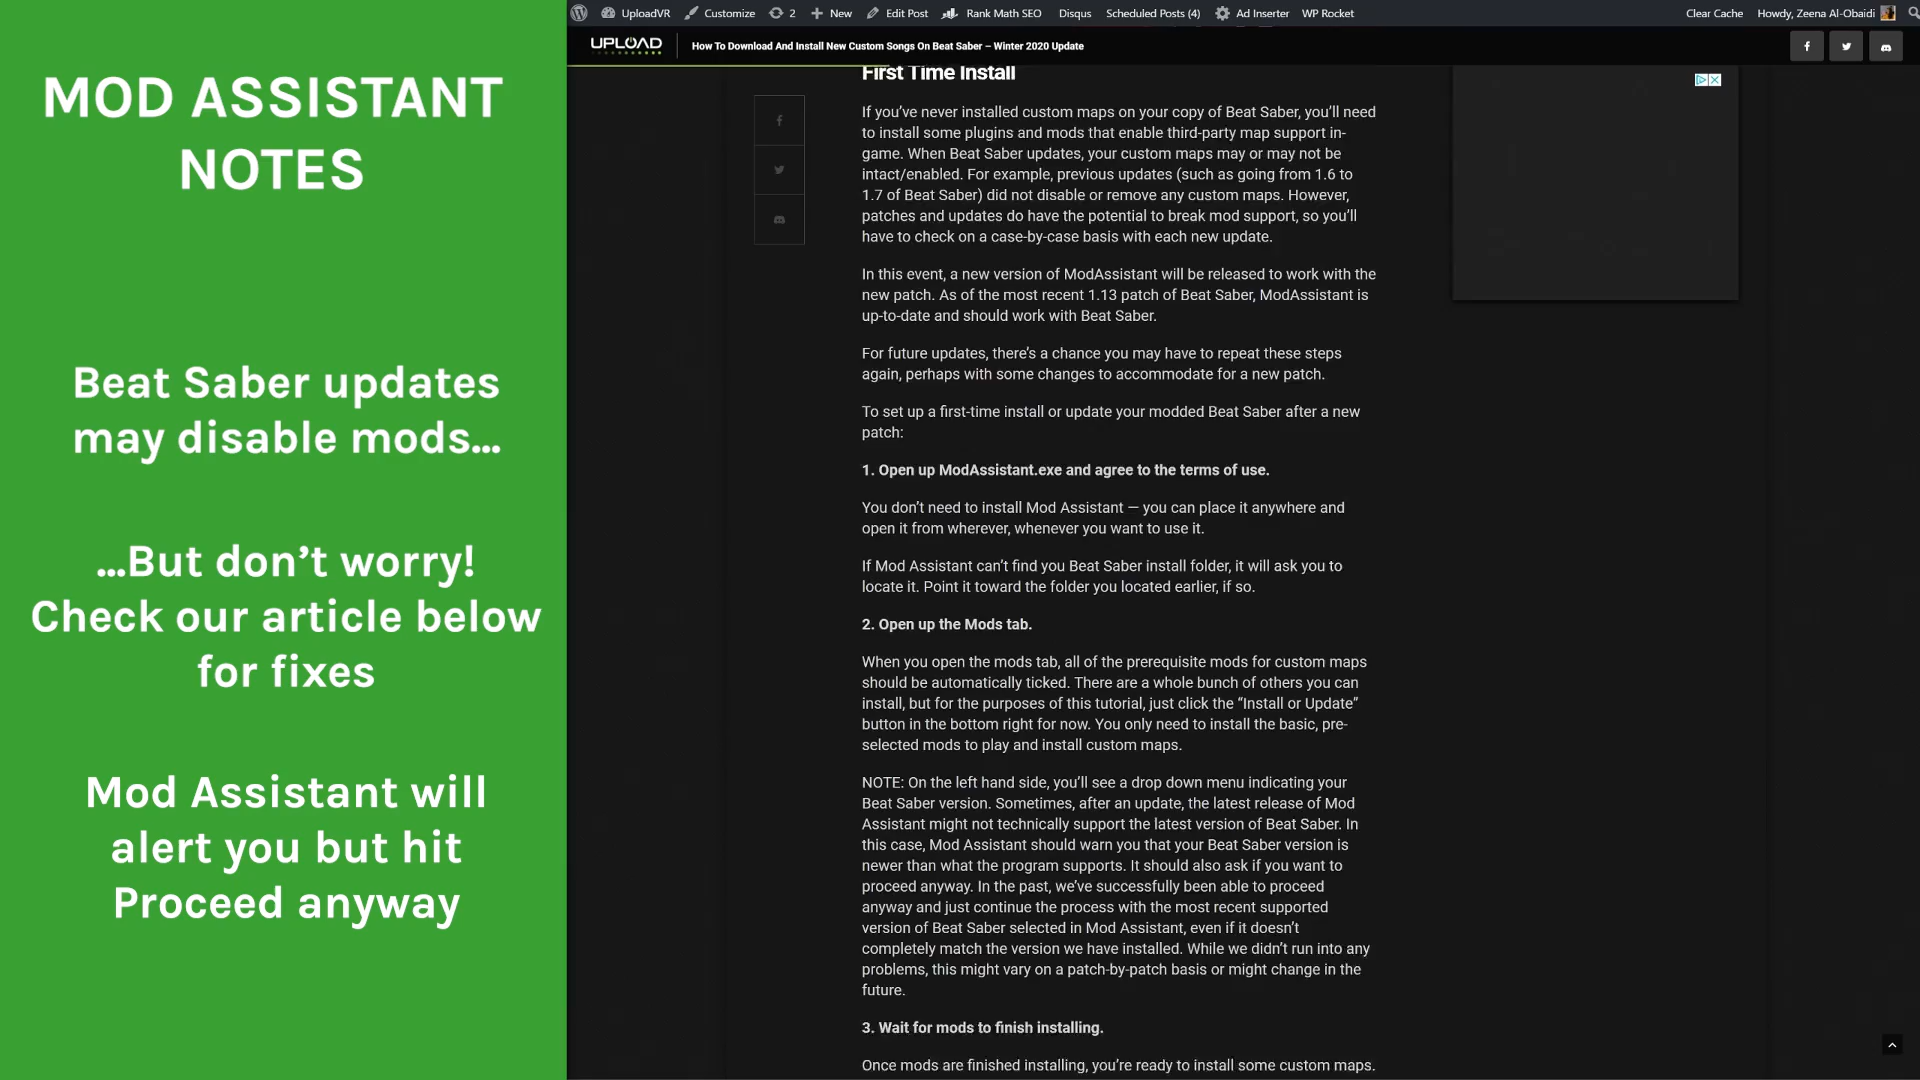 MOD ASSISTANT
NOTES
Beat Saber updates
may disable mods...
...But don't worry!
Check our article below
for fixes
Mod Assistant will
alert you but hit
Proceed anyway
UploadVR Customize 2 New Edit Post Rank Math SEO Disqus Scheduled Posts (4) Ad Inserter WP Rocket Clear Cache Howdy, Zeena Al-Obaidi
UPLOAD How To Download And Install New Custom Songs On Beat Saber – Winter 2020 Update
First Time Install
If you've never installed custom maps on your copy of Beat Saber, you'll need
to install some plugins and mods that enable third-party map support in-
game. When Beat Saber updates, your custom maps may or may not be
intact/enabled. For example, previous updates (such as going from 1.6 to
1.7 of Beat Saber) did not disable or remove any custom maps. However,
patches and updates do have the potential to break mod support, so you'll
have to check on a case-by-case basis with each new update.
In this event, a new version of ModAssistant will be released to work with the
new patch. As of the most recent 1.13 patch of Beat Saber, ModAssistant is
up-to-date and should work with Beat Saber.
For future updates, there's a chance you may have to repeat these steps
again, perhaps with some changes to accommodate for a new patch.
To set up a first-time install or update your modded Beat Saber after a new
patch:
1. Open up ModAssistant.exe and agree to the terms of use.
You don't need to install Mod Assistant — you can place it anywhere and
open it from wherever, whenever you want to use it.
If Mod Assistant can't find you Beat Saber install folder, it will ask you to
locate it. Point it toward the folder you located earlier, if so.
2. Open up the Mods tab.
When you open the mods tab, all of the prerequisite mods for custom maps
should be automatically ticked. There are a whole bunch of others you can
install, but for the purposes of this tutorial, just click the “Install or Update”
button in the bottom right for now. You only need to install the basic, pre-
selected mods to play and install custom maps.
NOTE: On the left hand side, you'll see a drop down menu indicating your
Beat Saber version. Sometimes, after an update, the latest release of Mod
Assistant might not technically support the latest version of Beat Saber. In
this case, Mod Assistant should warn you that your Beat Saber version is
newer than what the program supports. It should also ask if you want to
proceed anyway. In the past, we've successfully been able to proceed
anyway and just continue the process with the most recent supported
version of Beat Saber selected in Mod Assistant, even if it doesn't
completely match the version we have installed. While we didn't run into any
problems, this might vary on a patch-by-patch basis or might change in the
future.
3. Wait for mods to finish installing.
Once mods are finished installing, you're ready to install some custom maps.